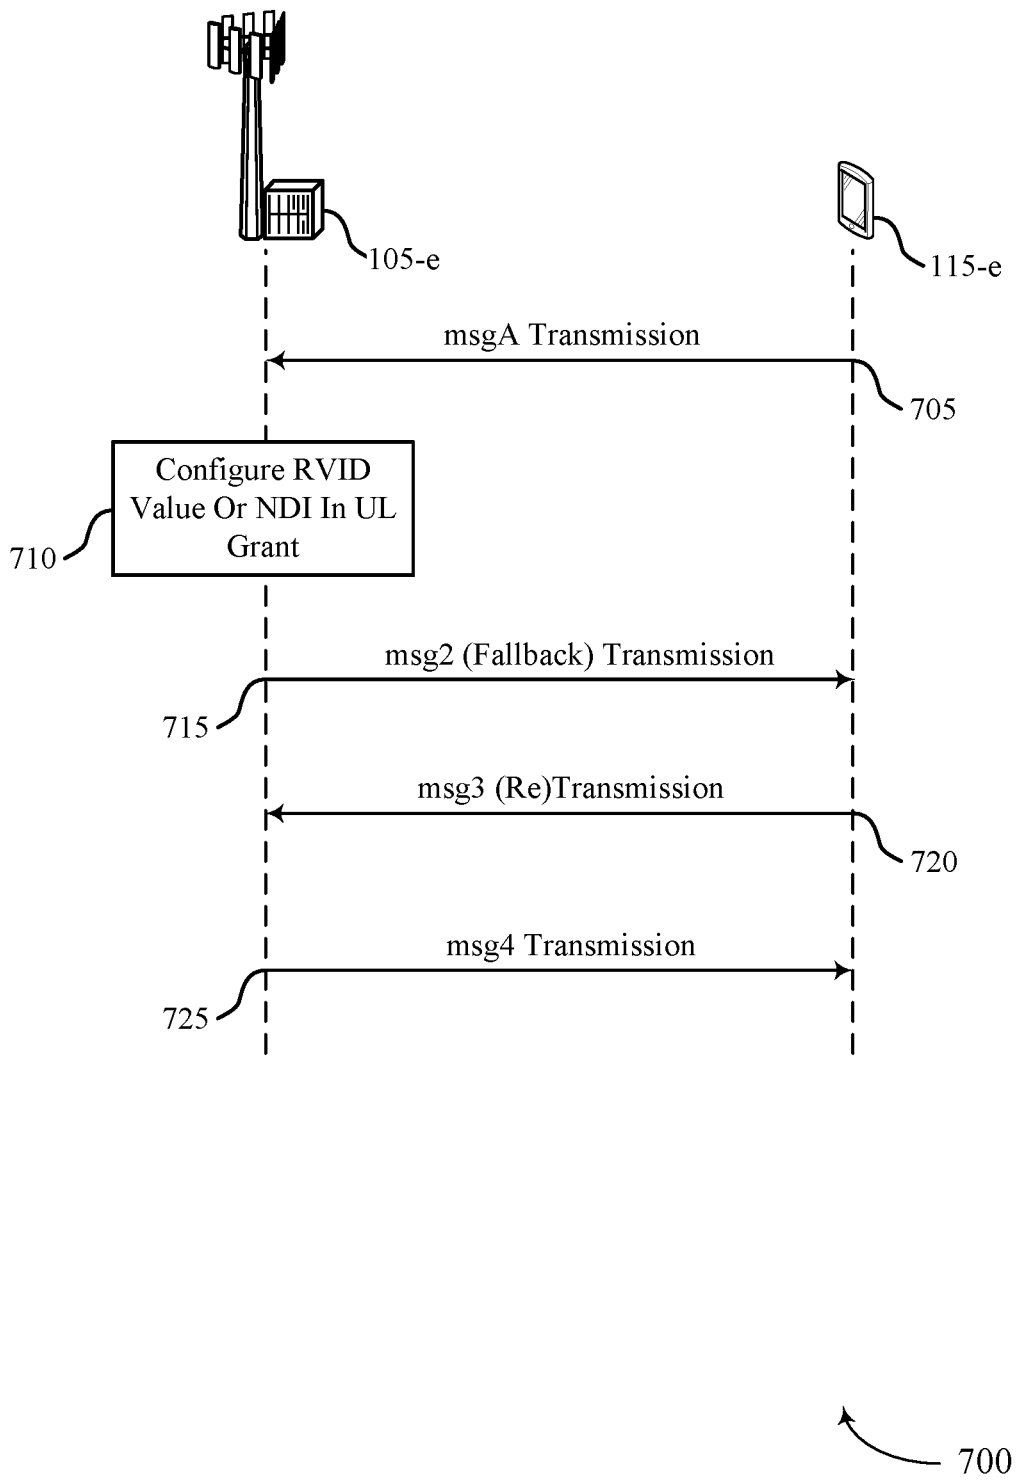 105-e
115-e
msgA Transmission
705
Configure RVID
Value Or NDI In UL
Grant
710
msg2 (Fallback) Transmission
715
msg3 (Re)Transmission
720
msg4 Transmission
725
700